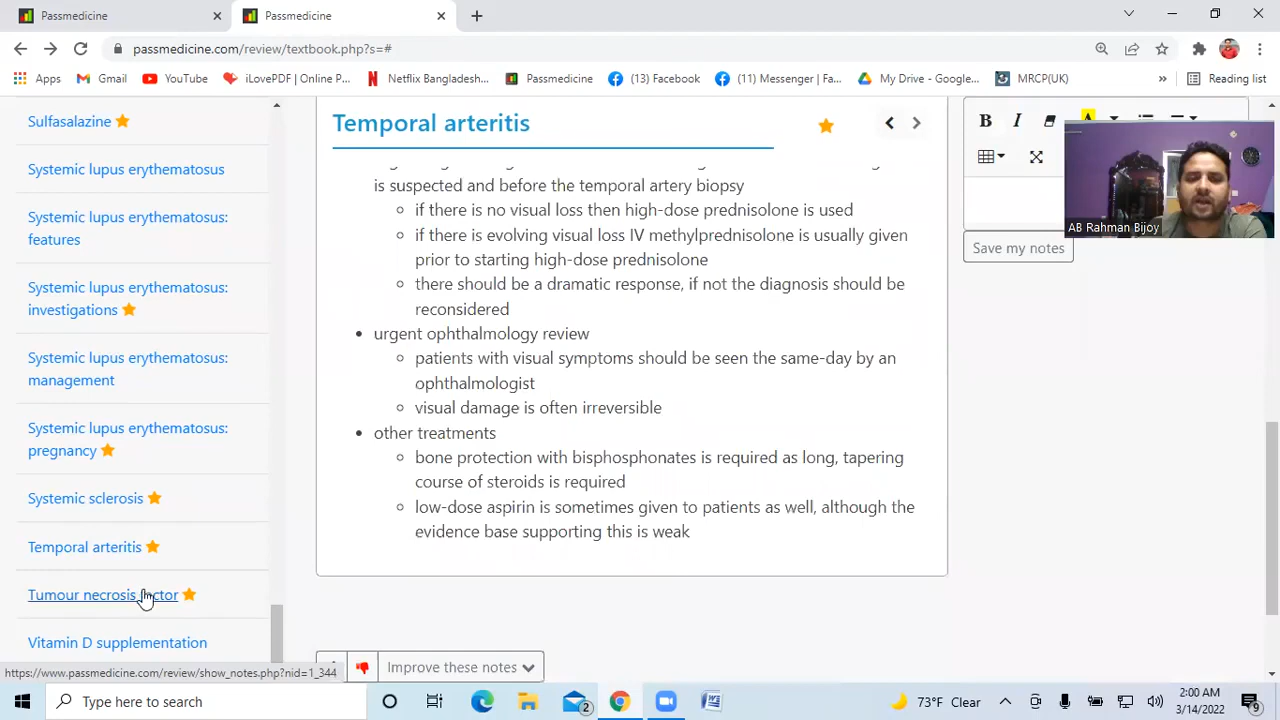 Passmedicine
Passmedicine
passmedicine.com/review/textbook.php?s=#
Apps
Gmail
YouTube
iLovePDF | Online P...
Netflix Bangladesh...
Passmedicine
(13) Facebook
(11) Messenger | Fa...
My Drive - Google...
MRCP(UK)
»
Reading list
Sulfasalazine
Systemic lupus erythematosus
Systemic lupus erythematosus:
features
Systemic lupus erythematosus:
investigations
Systemic lupus erythematosus:
management
Systemic lupus erythematosus:
pregnancy
Systemic sclerosis
Temporal arteritis
Tumour necrosis factor
Vitamin D supplementation
https://www.passmedicine.com/review/show_notes.php?nid=1_344
Temporal arteritis
is suspected and before the temporal artery biopsy
if there is no visual loss then high-dose prednisolone is used
if there is evolving visual loss IV methylprednisolone is usually given
prior to starting high-dose prednisolone
there should be a dramatic response, if not the diagnosis should be
reconsidered
urgent ophthalmology review
patients with visual symptoms should be seen the same-day by an
ophthalmologist
visual damage is often irreversible
other treatments
bone protection with bisphosphonates is required as long, tapering
course of steroids is required
low-dose aspirin is sometimes given to patients as well, although the
evidence base supporting this is weak
Improve these notes
B I A
AB Rahman Bijoy
Save my notes
Type here to search
2
73°F Clear
2:00 AM
3/14/2022
9